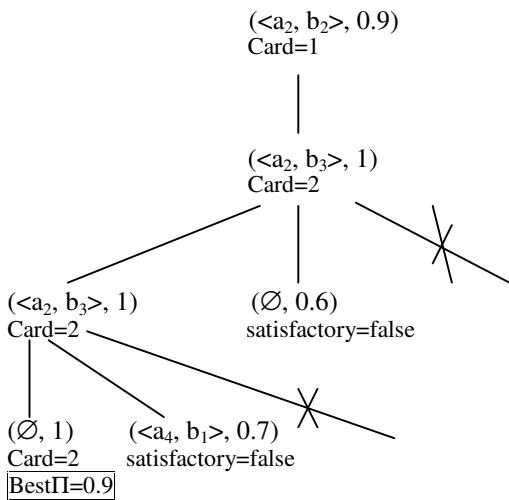 (<a₂, b₂>, 0.9)
Card=1
(<a₂, b₃>, 1)
Card=2
(<a₂, b₃>, 1)
Card=2
(∅, 0.6)
satisfactory=false
(∅, 1)
Card=2
BestΠ=0.9
(<a₄, b₁>, 0.7)
satisfactory=false